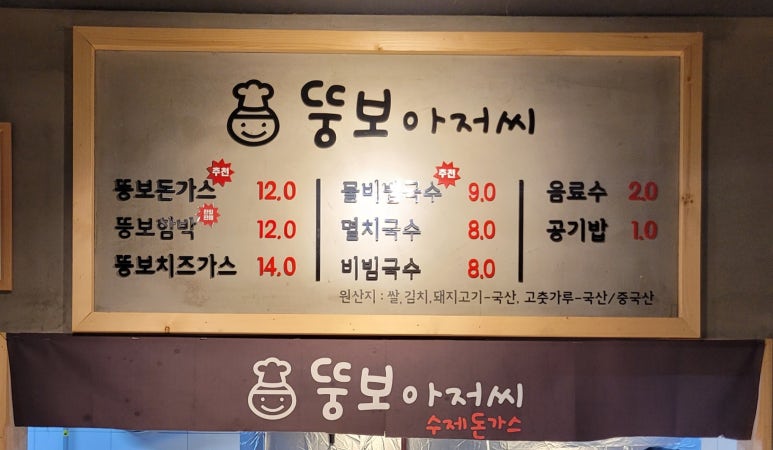 뚱보아저씨
뚱보돈가스 추천 12.0
뚱보함박 12.0
뚱보치즈가스 14.0
물비빔국수 추천 9.0
멸치국수 8.0
비빔국수 8.0
음료수 2.0
공기밥 1.0
원산지 : 쌀,김치,돼지고기-국산, 고춧가루-국산/중국산
뚱보아저씨
수제돈가스